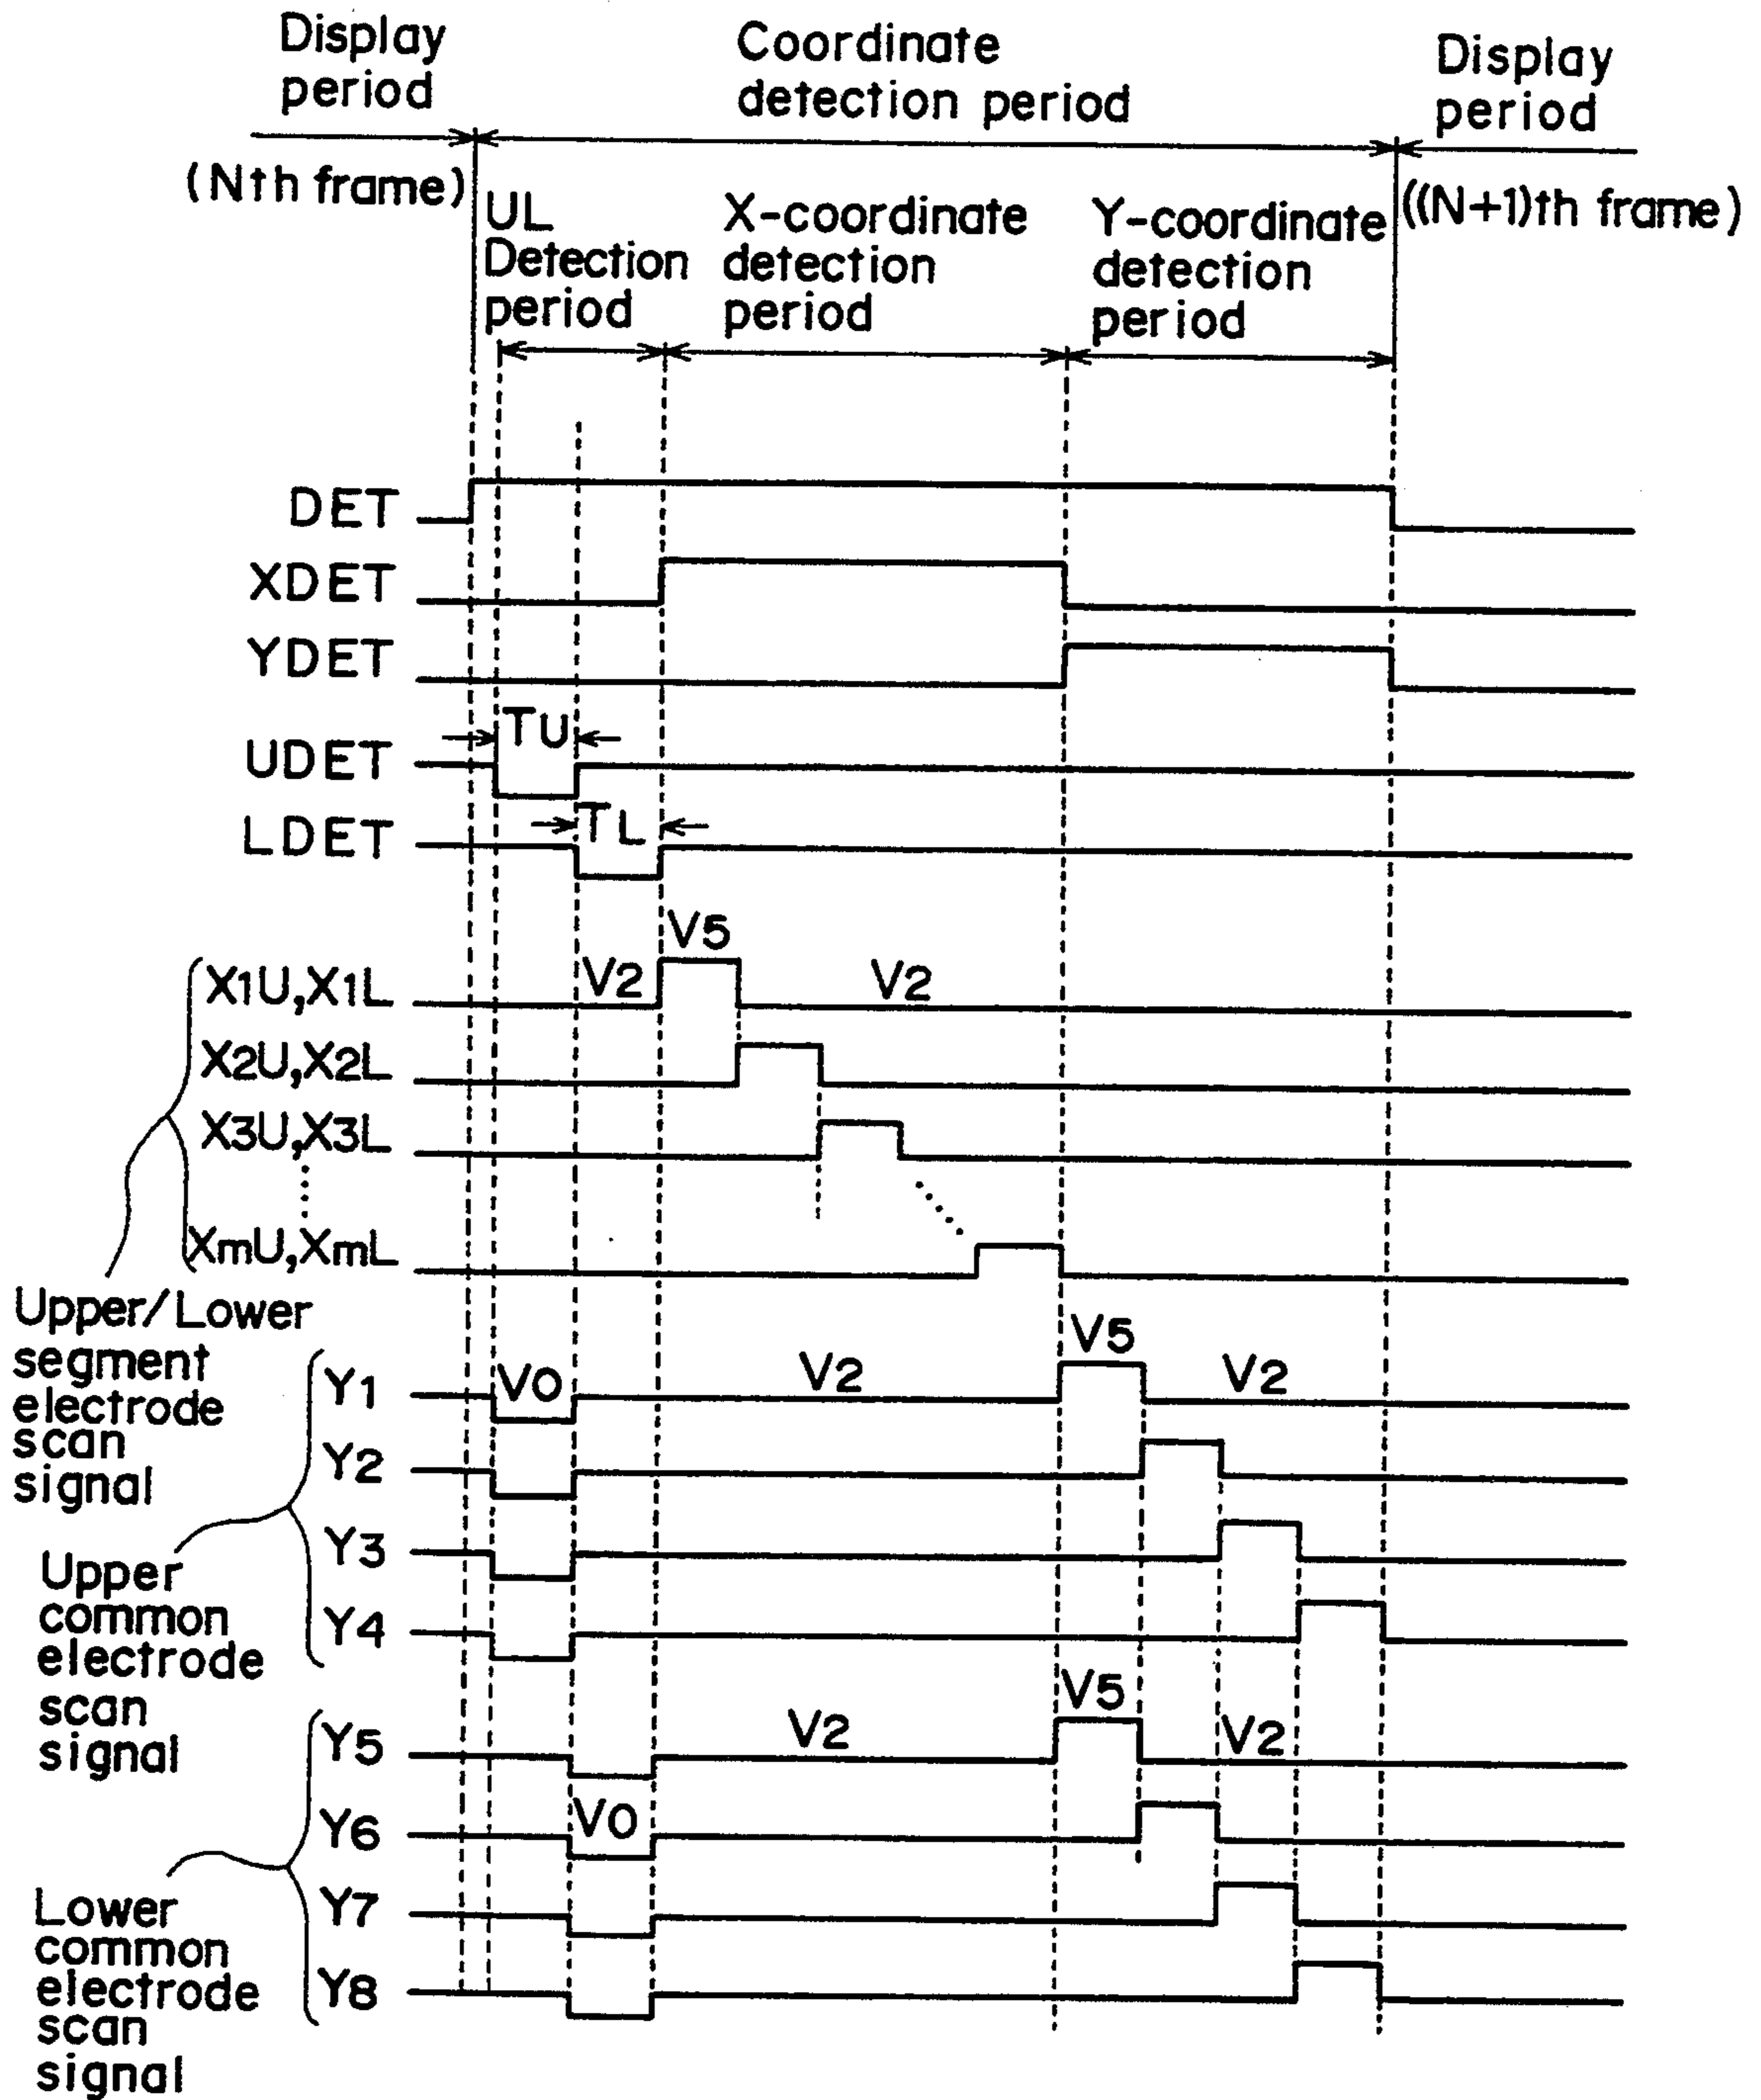 Display
period
Coordinate
detection period
Display
period
(Nth frame)
((N+1)th frame)
UL
Detection
period
X-coordinate
detection
period
Y-coordinate
detection
period
DET
XDET
YDET
TU
UDET
TL
LDET
V5
X1U,X1L
V2
V2
X2U,X2L
X3U,X3L
XmU,XmL
Upper/Lower
segment
electrode
scan
signal
V5
Y1
V0
V2
V2
Y2
Y3
Y4
Upper
common
electrode
scan
signal
V5
Y5
V2
V2
Y6
V0
Y7
Y8
Lower
common
electrode
scan
signal